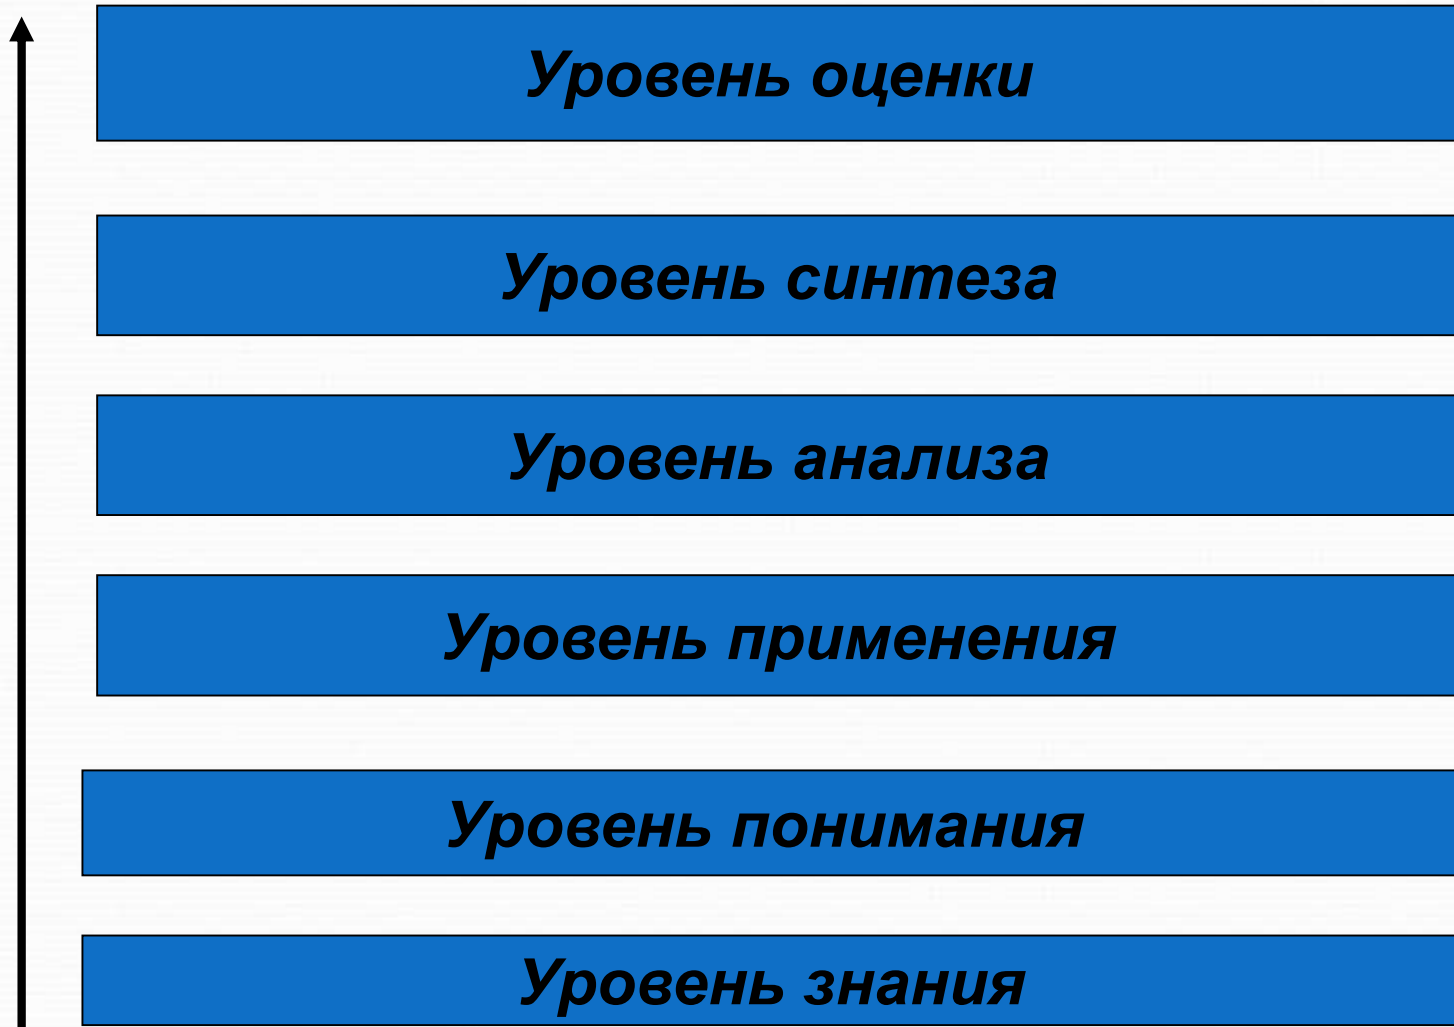 Уровень оценки
Уровень синтеза
Уровень анализа
Уровень применения
Уровень понимания
Уровень знания